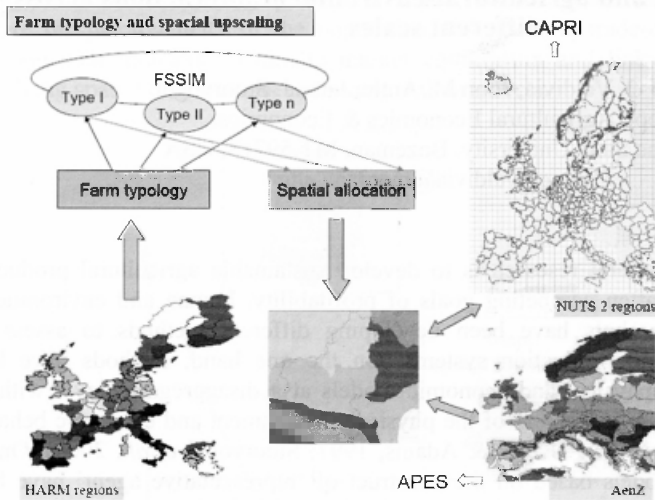 Farm typology and spacial upscaling
CAPRI
FSSIM
Type I
Type II
Type n
Farm typology
Spatial allocation
NUTS 2 regions
HARM regions
APES
AenZ